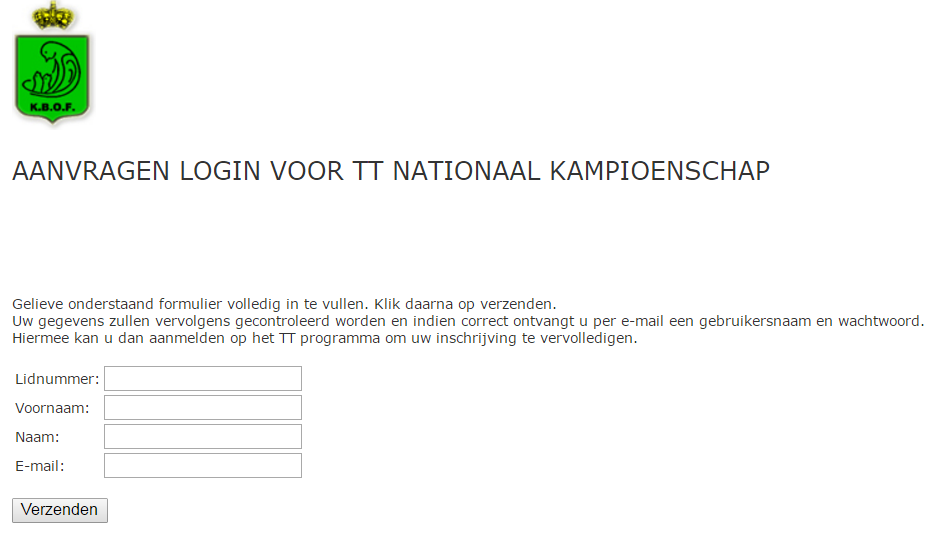 K.B.O.F.
AANVRAGEN LOGIN VOOR TT NATIONAAL KAMPIOENSCHAP
Gelieve onderstaand formulier volledig in te vullen. Klik daarna op verzenden.
Uw gegevens zullen vervolgens gecontroleerd worden en indien correct ontvangt u per e-mail een gebruikersnaam en wachtwoord.
Hiermee kan u dan aanmelden op het TT programma om uw inschrijving te vervolledigen.
Lidnummer:
Voornaam:
Naam:
E-mail:
Verzenden